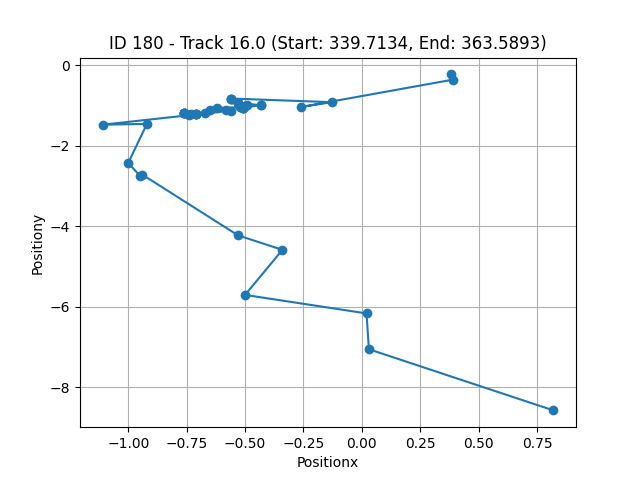 ID 180 - Track 16.0 (Start: 339.7134, End: 363.5893)
0
−2
−4
−6
−8
Positiony
−1.00 −0.75 −0.50 −0.25 0.00 0.25 0.50 0.75
Positionx